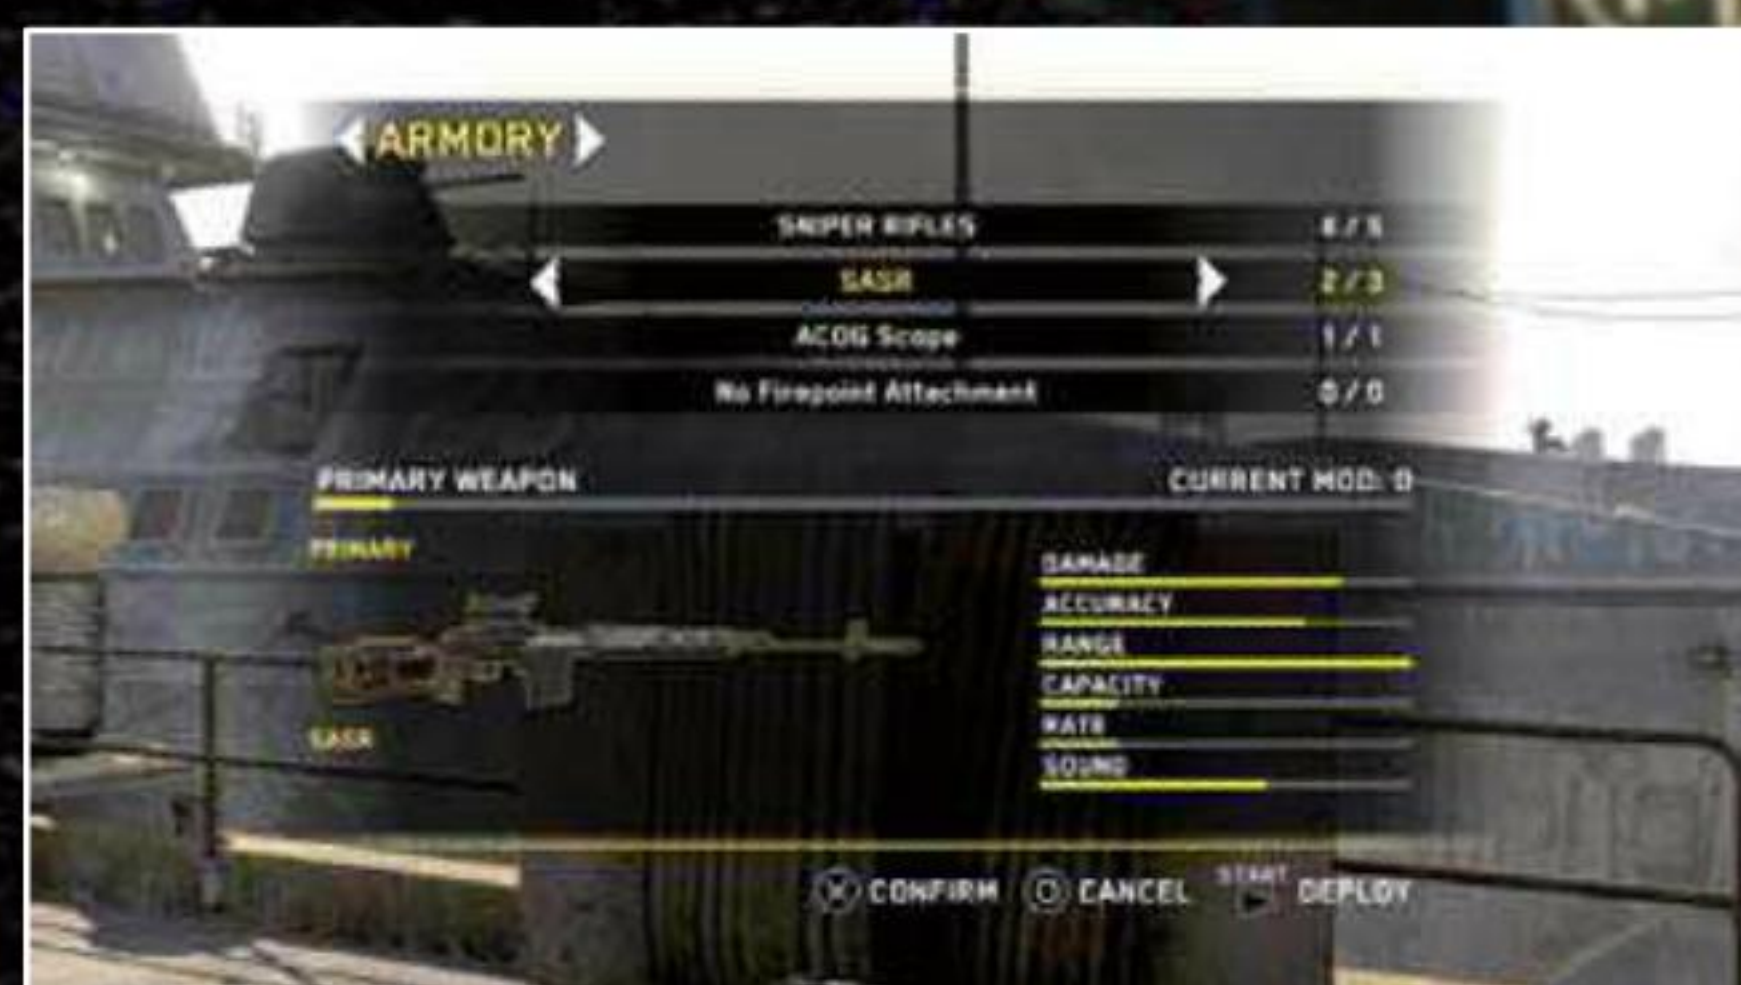 ARMORY
SNIPER RIFLES
SASR 2/3
ACOG Scope 1/1
No Firepoint Attachment 0/0
PRIMARY WEAPON CURRENT MOD: 0
PRIMARY
DAMAGE
ACCURACY
RANGE
CAPACITY
RATE
SASR
SOUND
CONFIRM CANCEL START DEPLOY